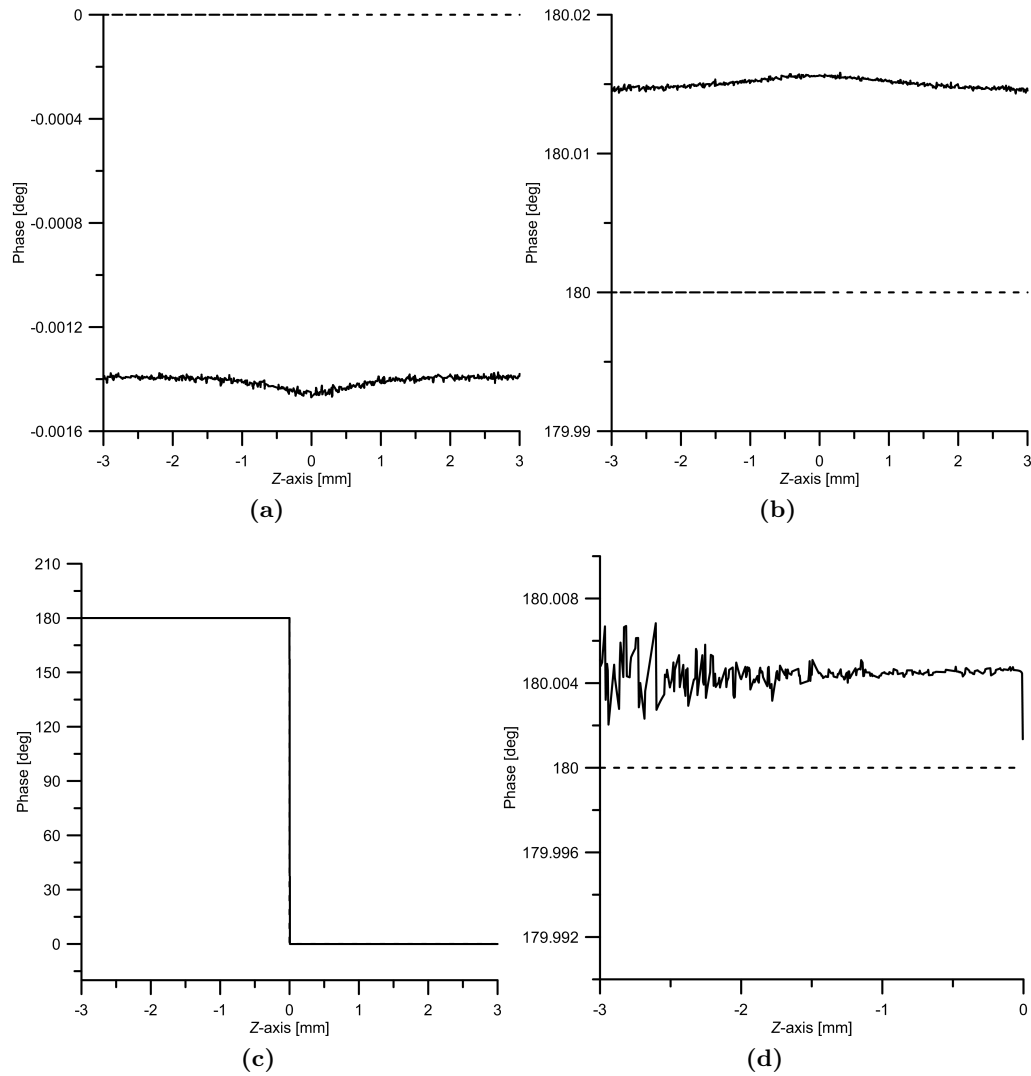 0
-0.0004
-0.0008
-0.0012
-0.0016
Phase [deg]
-3 -2 -1 0 1 2 3
Z-axis [mm]
(a)
180.02
180.01
180
179.99
Phase [deg]
-3 -2 -1 0 1 2 3
Z-axis [mm]
(b)
210
180
150
120
90
60
30
0
Phase [deg]
-3 -2 -1 0 1 2 3
Z-axis [mm]
(c)
180.008
180.004
180
179.996
179.992
Phase [deg]
-3 -2 -1 0
Z-axis [mm]
(d)